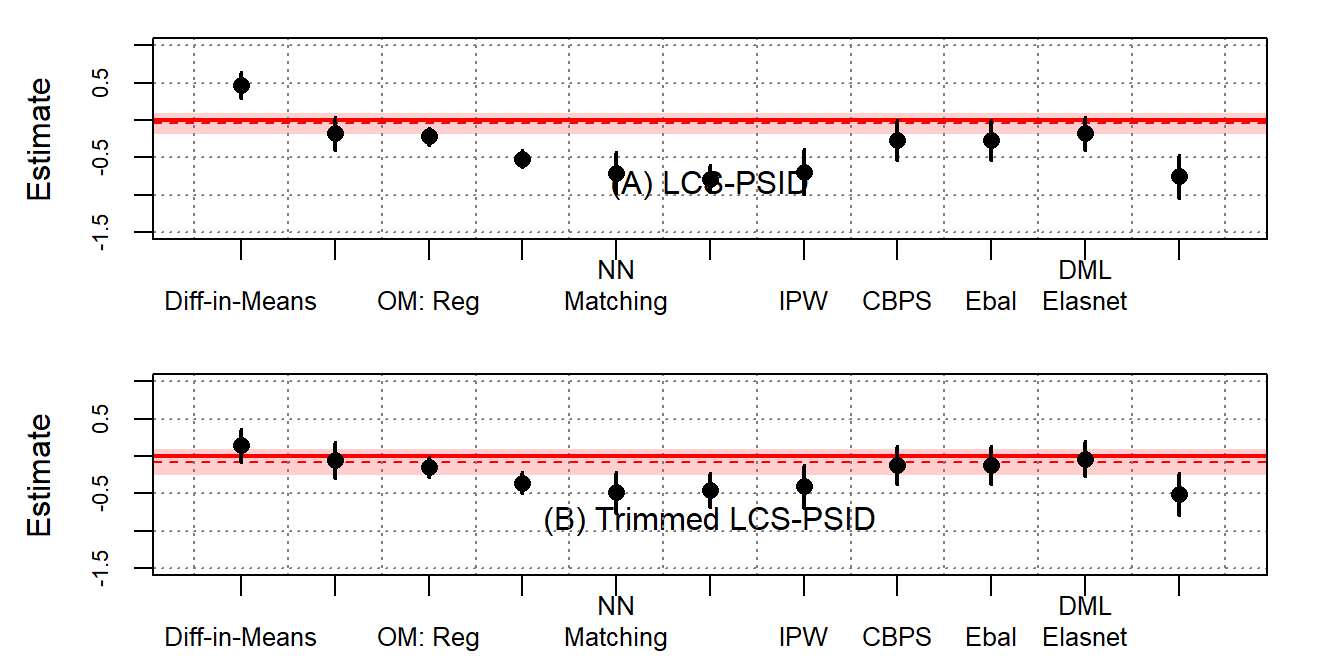 Estimate
0.5
-0.5
-1.5
(A) LCS-PSID
NN
DML
Diff-in-Means
OM: Reg
Matching
IPW
CBPS
Ebal
Elasnet
Estimate
0.5
-0.5
-1.5
(B) Trimmed LCS-PSID
NN
DML
Diff-in-Means
OM: Reg
Matching
IPW
CBPS
Ebal
Elasnet